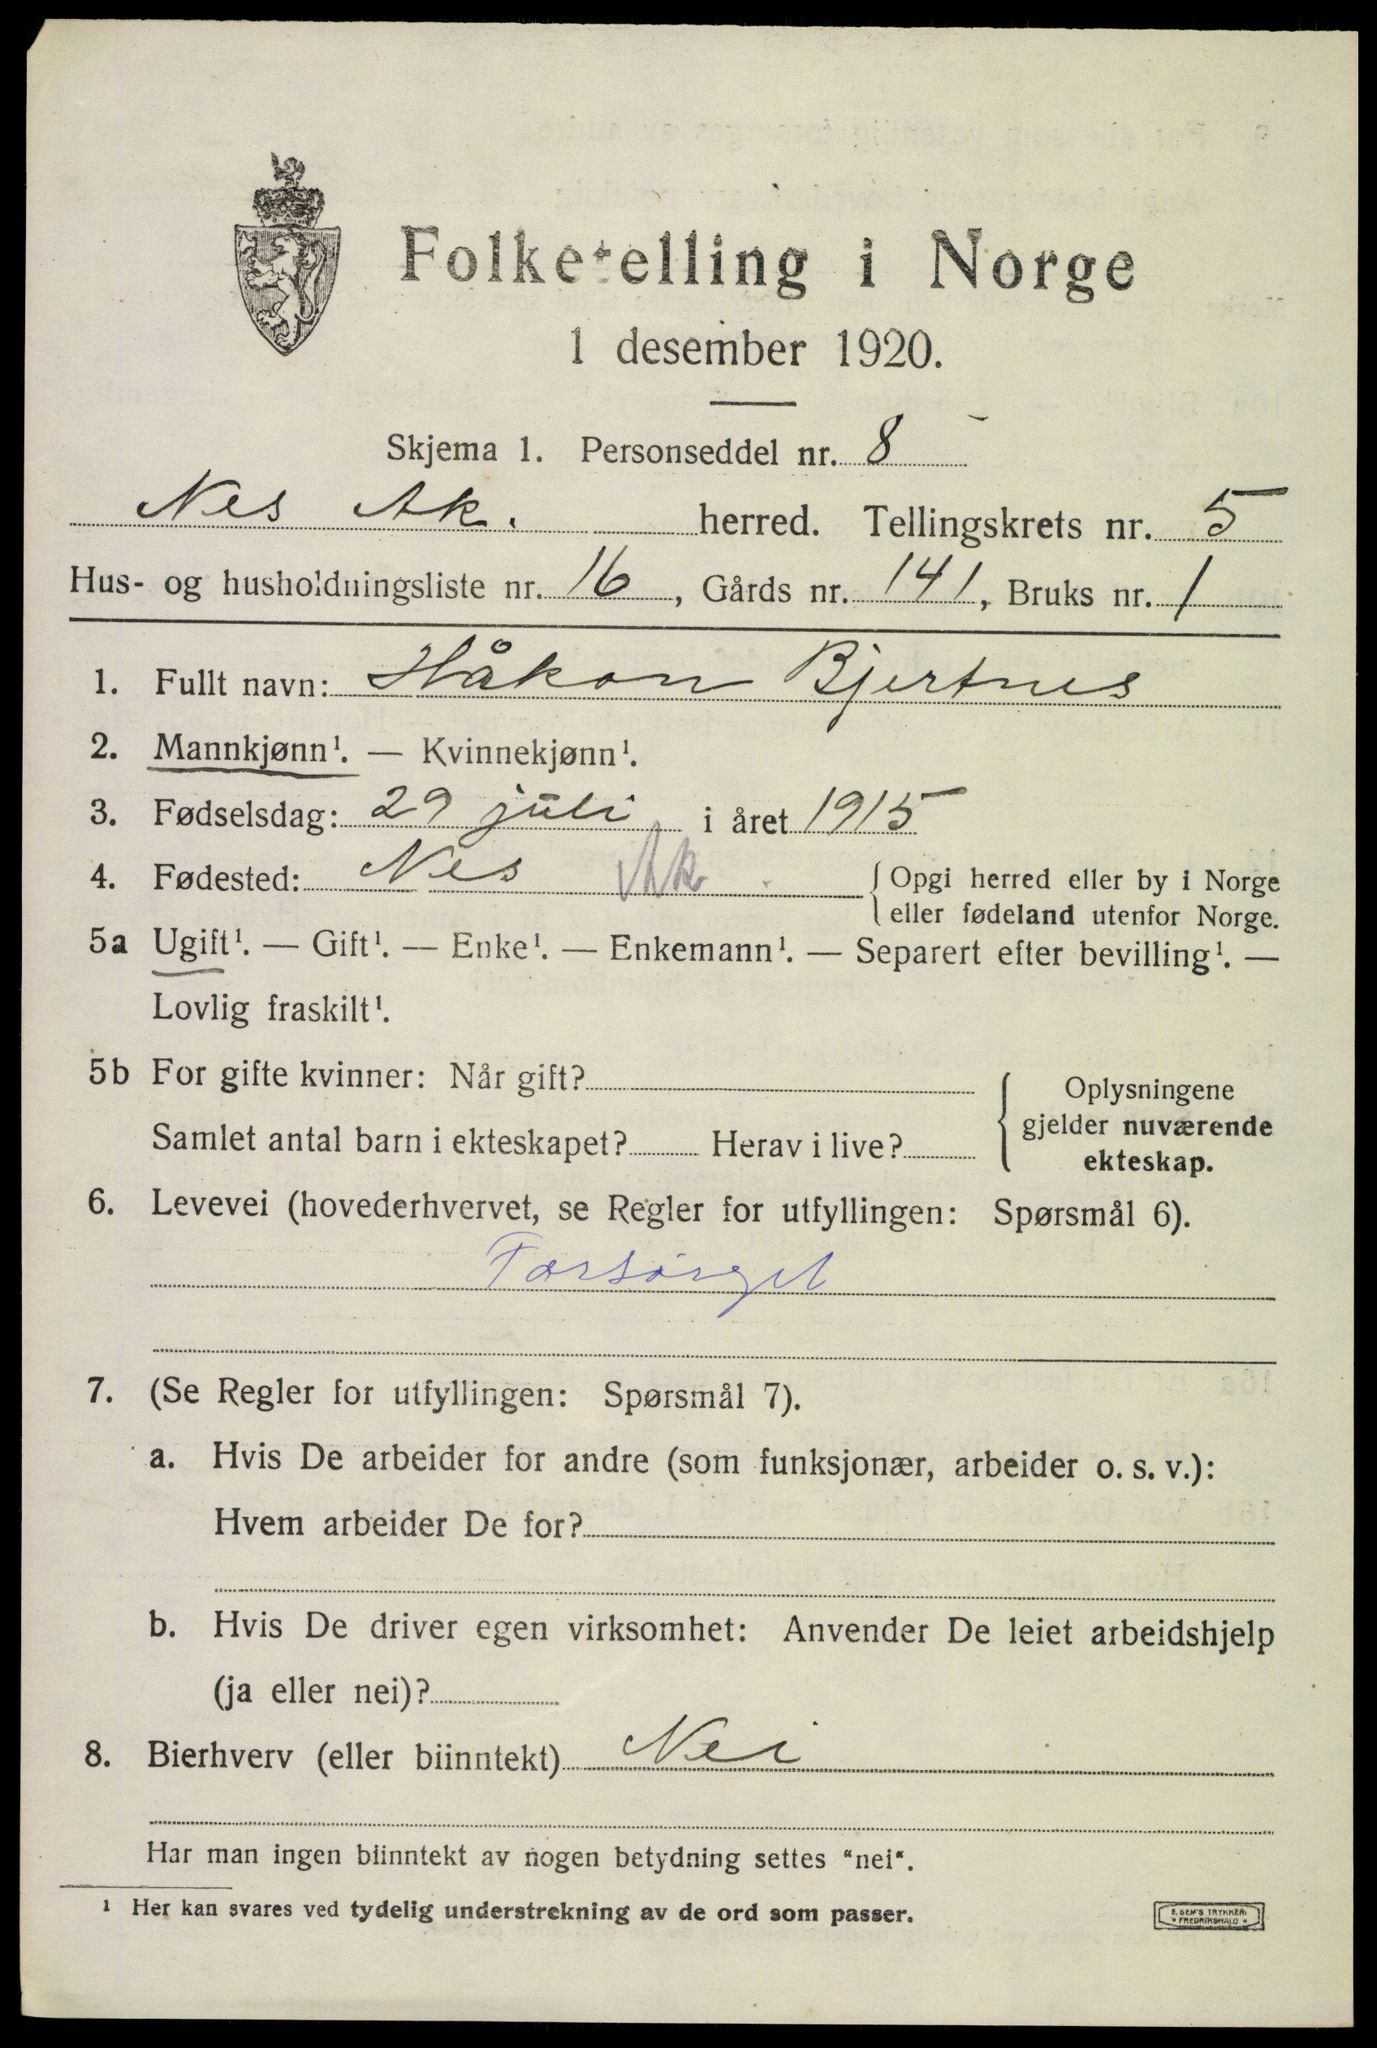 Folketelling i Norge
1 desember 1920.
Skjema 1. Personseddel nr. 8
Nes Ak. herred. Tellingskrets nr. 5
Hus- og husholdningsliste nr. 16, Gårds nr. 141, Bruks nr. 1
1. Fullt navn: Håkon Bjertnes
2. Mannkjønn¹. — Kvinnekjønn¹.
3. Fødselsdag: 29 juli i året 1915
4. Fødested: Nes Ak. { Opgi herred eller by i Norge
eller fødeland utenfor Norge.
5a Ugift¹. — Gift¹. — Enke¹. — Enkemann¹. — Separert efter bevilling¹. —
Lovlig fraskilt¹.
5b For gifte kvinner: Når gift?
Samlet antal barn i ekteskapet? Herav i live?
Oplysningene
gjelder nuværende
ekteskap.
6. Levevei (hovederhvervet, se Regler for utfyllingen: Spørsmål 6).
Forsörget
7. (Se Regler for utfyllingen: Spørsmål 7).
a. Hvis De arbeider for andre (som funksjonær, arbeider o. s. v.):
Hvem arbeider De for?
b. Hvis De driver egen virksomhet: Anvender De leiet arbeidshjelp
(ja eller nei)?
8. Bierhverv (eller biinntekt) Nei
Har man ingen biinntekt av nogen betydning settes "nei".
¹ Her kan svares ved tydelig understrekning av de ord som passer.
E. SEM'S TRYKKERI
* FREDRIKSHALD *